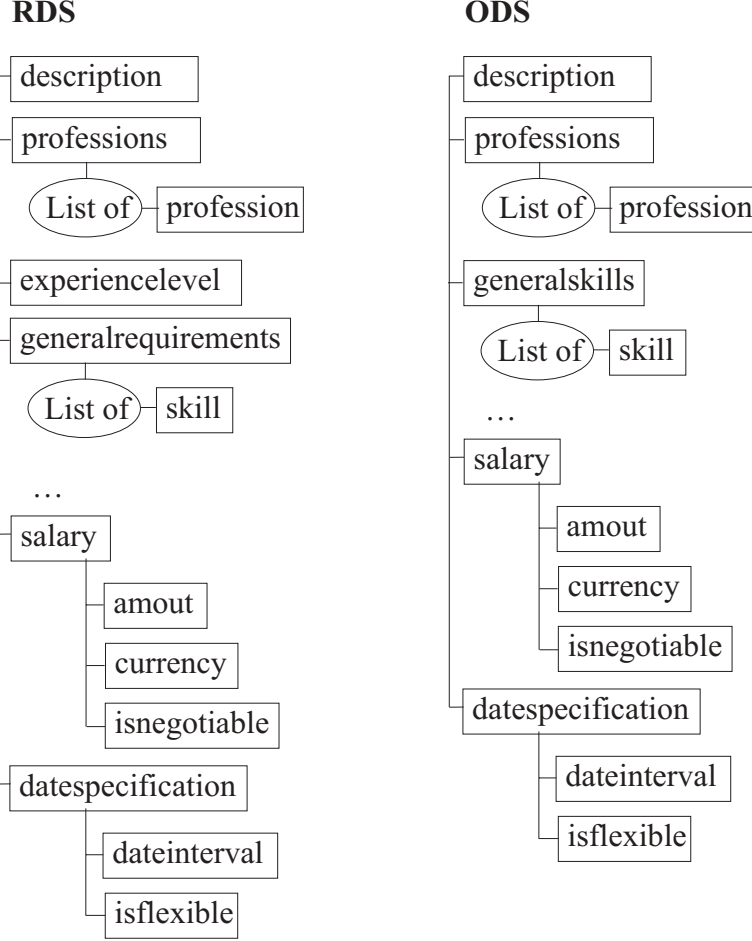 RDS
description
professions
List of profession
experiencelevel
generalrequirements
List of skill
...
salary
amout
currency
isnegotiable
datespecification
dateinterval
isflexible
ODS
description
professions
List of profession
generalskills
List of skill
...
salary
amout
currency
isnegotiable
datespecification
dateinterval
isflexible